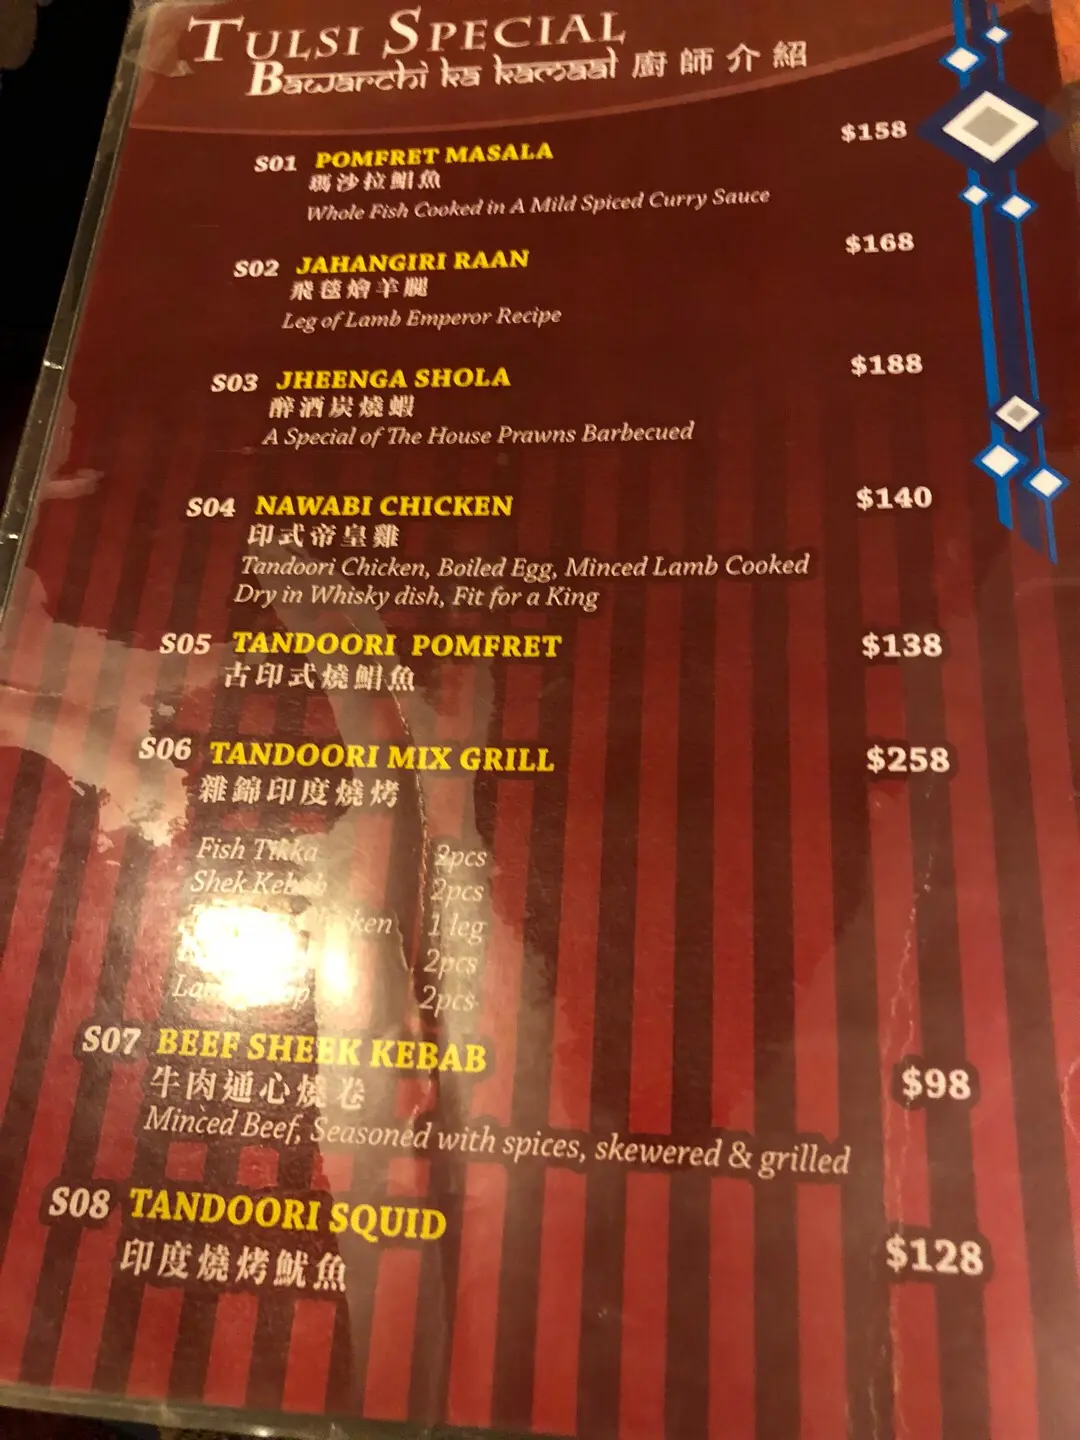 TULSI SPECIAL
Bawarchi ka kamaal 廚師介紹
S01 POMFRET MASALA $158
瑪沙拉鯧魚
Whole Fish Cooked in A Mild Spiced Curry Sauce
S02 JAHANGIRI RAAN $168
飛毯燴羊腿
Leg of Lamb Emperor Recipe
S03 JHEENGA SHOLA $188
醉酒炭燒蝦
A Special of The House Prawns Barbecued
S04 NAWABI CHICKEN $140
印式帝皇雞
Tandoori Chicken, Boiled Egg, Minced Lamb Cooked
Dry in Whisky dish, Fit for a King
S05 TANDOORI POMFRET $138
古印式燒鯧魚
S06 TANDOORI MIX GRILL $258
雜錦印度燒烤
Fish Tikka 2pcs
Shek Kebab 2pcs
1 leg
2pcs
2pcs
S07 BEEF SHEEK KEBAB $98
牛肉通心燒卷
Minced Beef, Seasoned with spices, skewered & grilled
S08 TANDOORI SQUID $128
印度燒烤魷魚